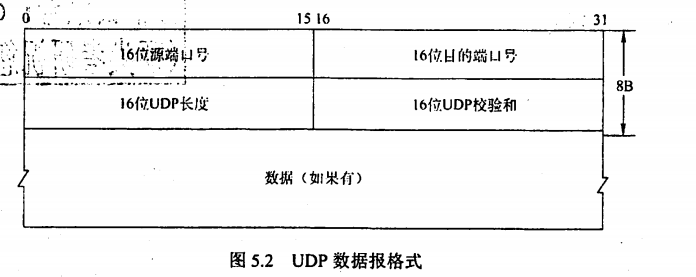 0 15 16 31
16位源端口号 16位目的端口号
8B
16位UDP长度 16位UDP校验和
数据（如果有）
图 5.2 UDP 数据报格式